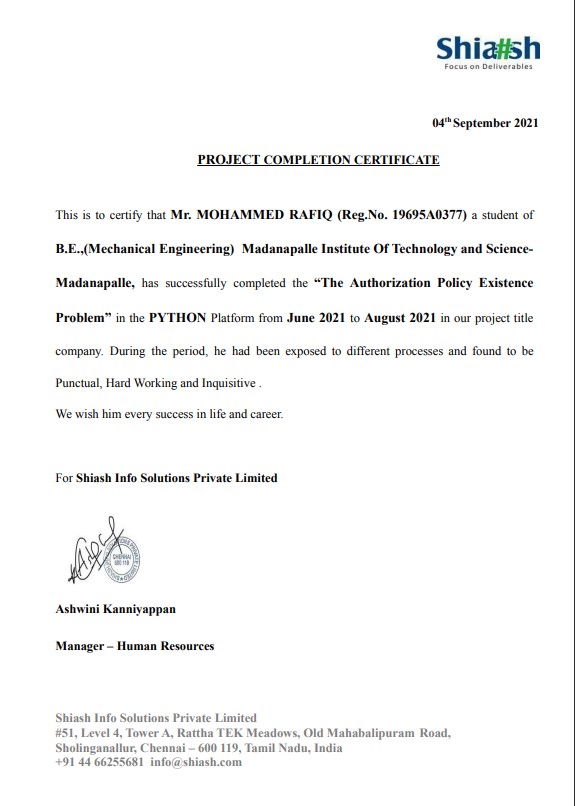 Shia#sh
Focus on Deliverables
04th September 2021
PROJECT COMPLETION CERTIFICATE
This is to certify that Mr. MOHAMMED RAFIQ (Reg.No. 19695A0377) a student of
B.E.,(Mechanical Engineering) Madanapalle Institute Of Technology and Science-
Madanapalle, has successfully completed the “The Authorization Policy Existence
Problem” in the PYTHON Platform from June 2021 to August 2021 in our project title
company. During the period, he had been exposed to different processes and found to be
Punctual, Hard Working and Inquisitive .
We wish him every success in life and career.
For Shiash Info Solutions Private Limited
CHENNAI
600 119
Ashwini Kanniyappan
Manager – Human Resources
Shiash Info Solutions Private Limited
#51, Level 4, Tower A, Rattha TEK Meadows, Old Mahabalipuram Road,
Sholinganallur, Chennai – 600 119, Tamil Nadu, India
+91 44 66255681 info@shiash.com